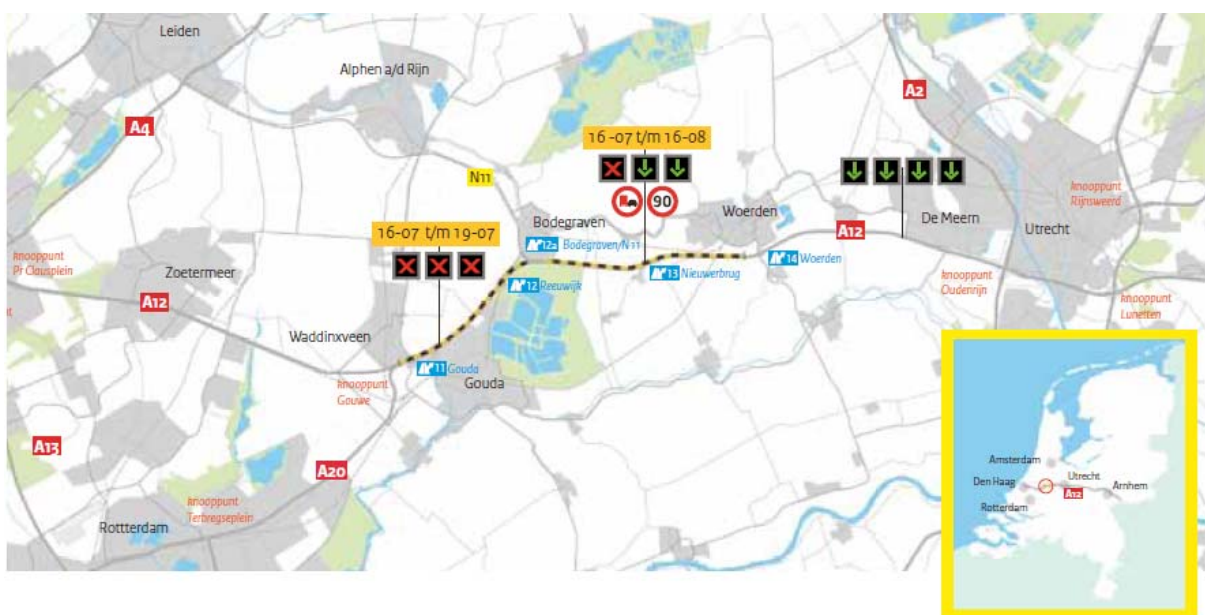 Leiden
Alphen a/d Rijn
A4
A2
16-07 t/m 16-08
90
N11
knooppunt
Rijnsweerd
Bodegraven
Woerden
De Meern
Utrecht
16-07 t/m 19-07
12a Bodegraven/N11
A12
14 Woerden
13 Nieuwerbrug
knooppunt
Pr Clausplein
Zoetermeer
12 Reeuwijk
knooppunt
Oudenrijn
A12
knooppunt
Lunetten
Waddinxveen
11 Gouda
Gouda
knooppunt
Gouwe
A13
A20
knooppunt
Terbregseplein
Rottterdam
Amsterdam
Utrecht
Den Haag
A12
Arnhem
Rotterdam